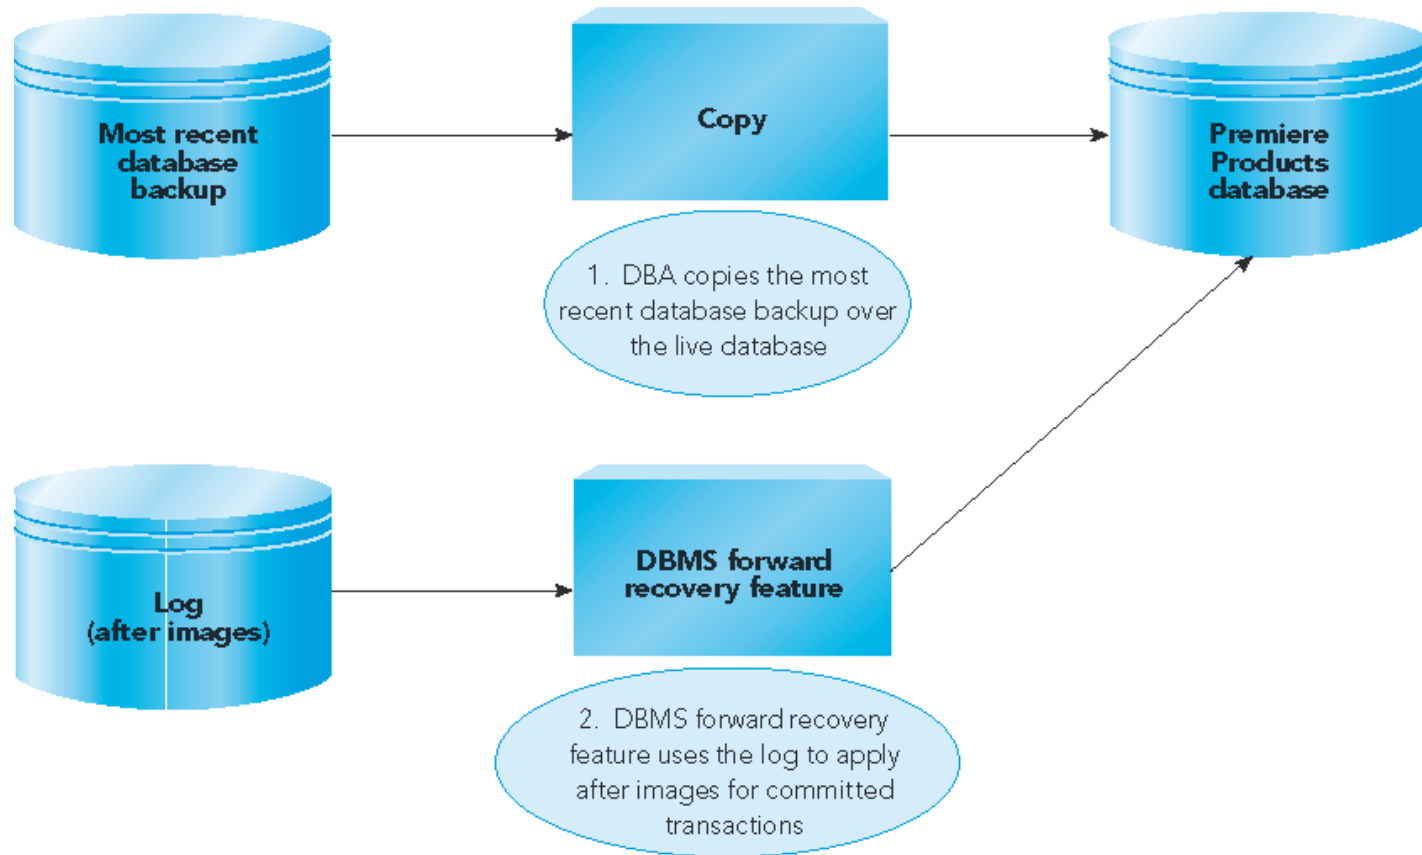 Most recent
database
backup
Copy
Premiere
Products
database
1. DBA copies the most
recent database backup over
the live database
Log
(after images)
DBMS forward
recovery feature
2. DBMS forward recovery
feature uses the log to apply
after images for committed
transactions